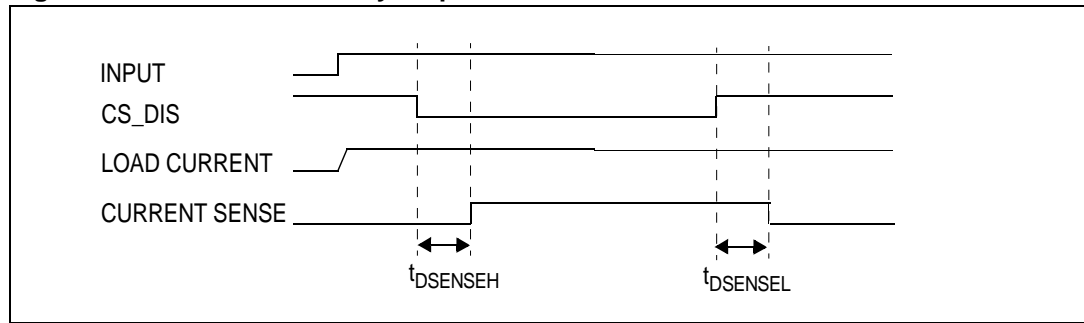 INPUT
CS_DIS
LOAD CURRENT
CURRENT SENSE
tDSENSEH
tDSENSEL